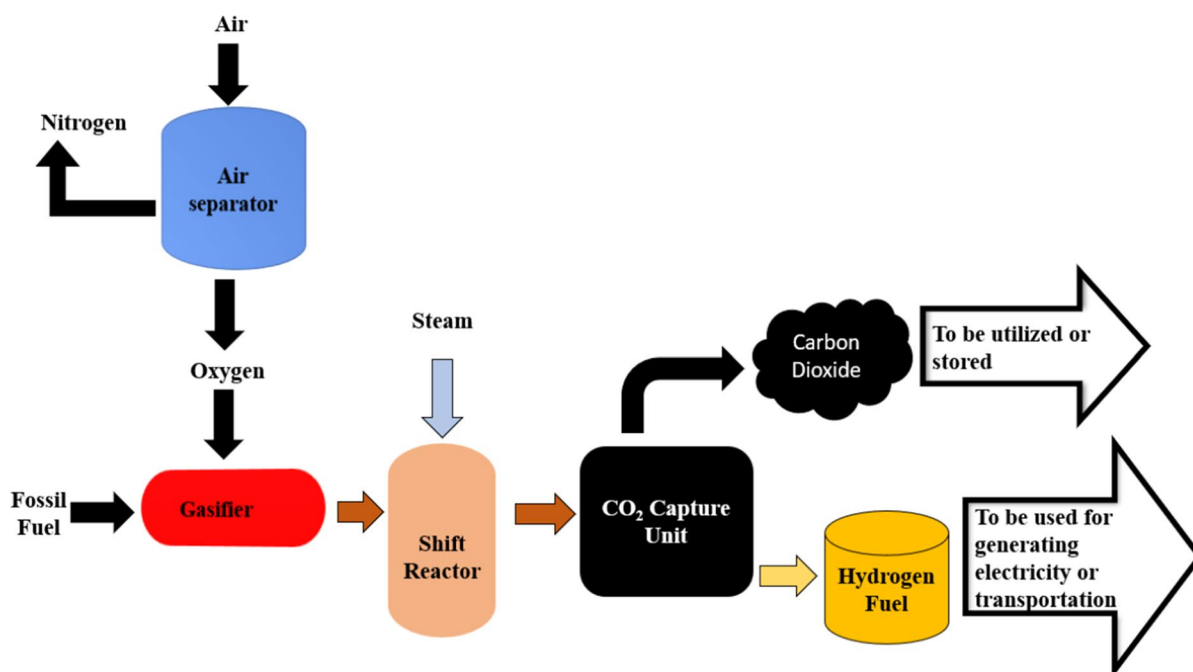 Air
Nitrogen
Air
separator
Oxygen
Steam
Fossil
Fuel
Gasifier
Shift
Reactor
CO₂ Capture
Unit
Carbon
Dioxide
To be utilized or
stored
Hydrogen
Fuel
To be used for
generating
electricity or
transportation